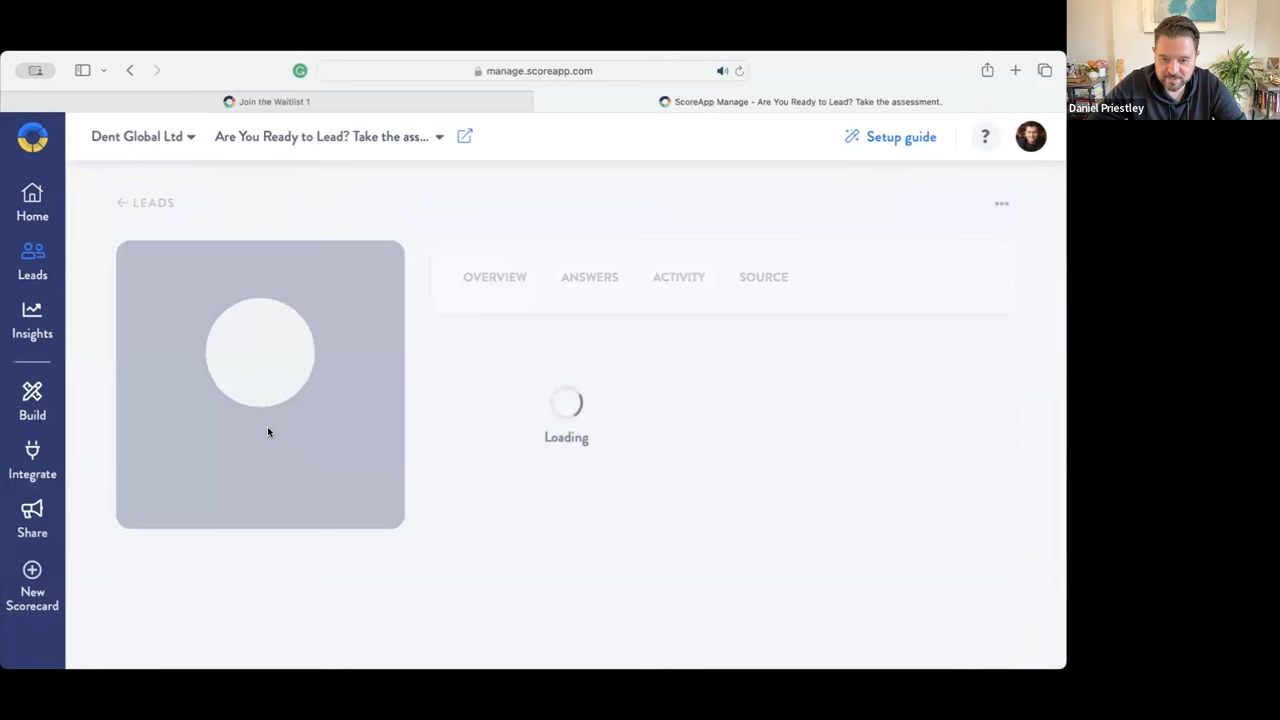 manage.scoreapp.com
Join the Waitlist 1
ScoreApp Manage - Are You Ready to Lead? Take the assessment.
Daniel Priestley
Dent Global Ltd
Are You Ready to Lead? Take the ass...
Setup guide
?
Home
Leads
Insights
Build
Integrate
Share
New
Scorecard
← LEADS
OVERVIEW
ANSWERS
ACTIVITY
SOURCE
Loading